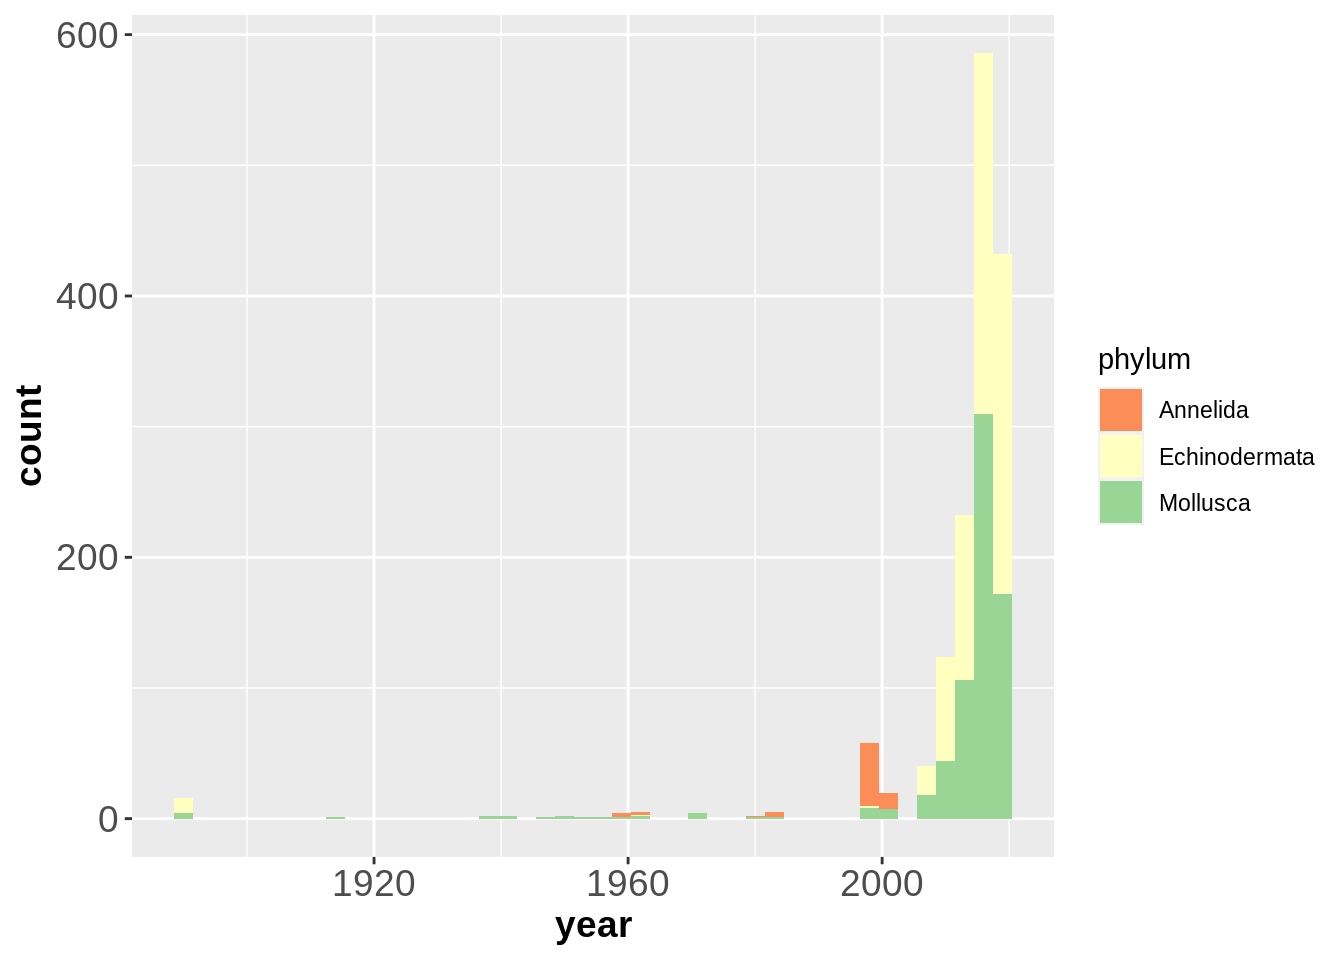 600
400
200
0
count
1920
1960
2000
year
phylum
Annelida
Echinodermata
Mollusca